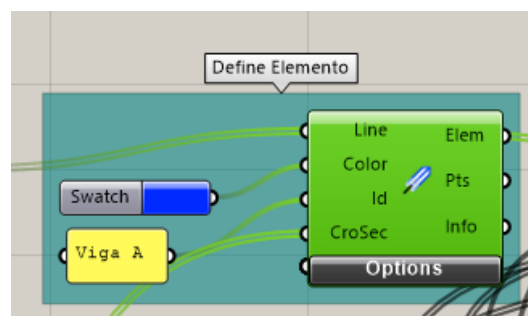 Define Elemento
Line
Elem
Color
Swatch
Pts
Id
Viga A
CroSec
Info
Options